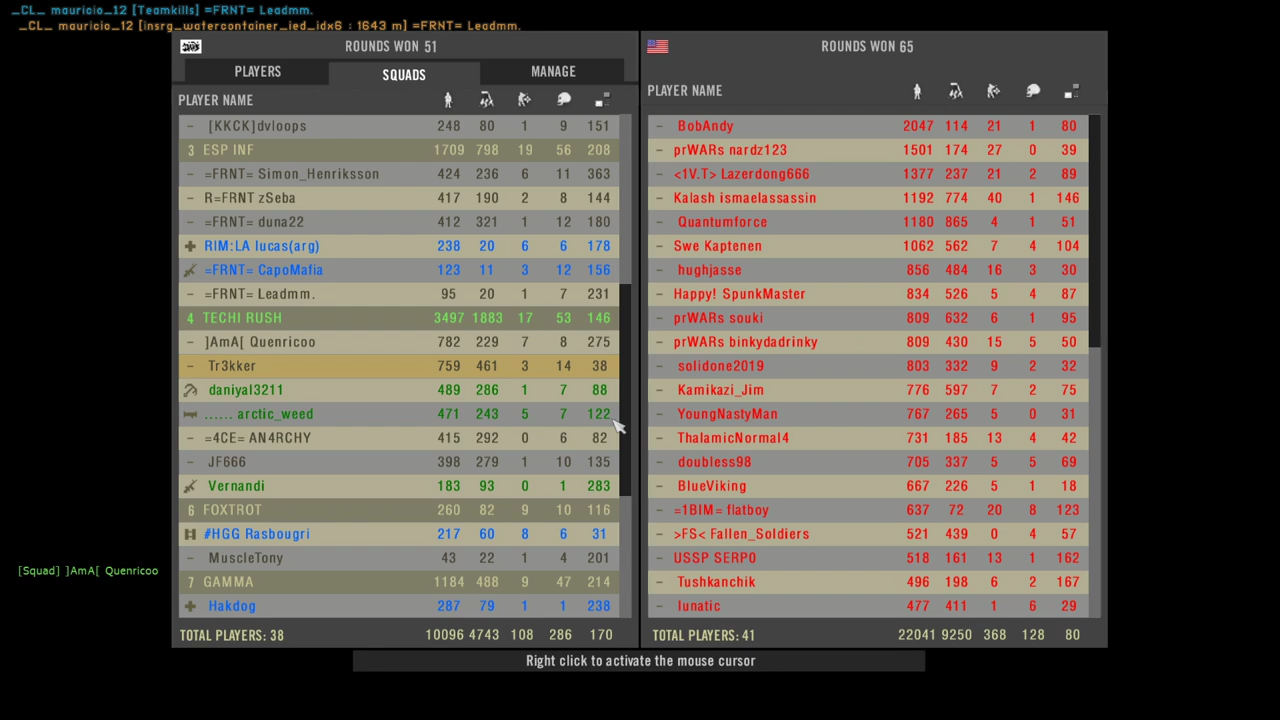 _CL_ mauricio_12 [Teamkills] =FRNT= Leadmm.
_CL_ mauricio_12 [insrg_watercontainer_ied_idx6 : 1643 m] =FRNT= Leadmm.
ROUNDS WON 51
PLAYERS SQUADS MANAGE
PLAYER NAME
- [KKCK]dvloops 248 80 1 9 151
3 ESP INF 1709 798 19 56 208
- =FRNT= Simon_Henriksson 424 236 6 11 363
- R=FRNT zSeba 417 190 2 8 144
- =FRNT= duna22 412 321 1 12 180
RIM:LA lucas(arg) 238 20 6 6 178
=FRNT= CapoMafia 123 11 3 12 156
- =FRNT= Leadmm. 95 20 1 7 231
4 TECHI RUSH 3497 1883 17 53 146
- ]AmA[ Quenricoo 782 229 7 8 275
- Tr3kker 759 461 3 14 38
daniyal3211 489 286 1 7 88
...... arctic_weed 471 243 5 7 122
- =4CE= AN4RCHY 415 292 0 6 82
- JF666 398 279 1 10 135
Vernandi 183 93 0 1 283
6 FOXTROT 260 82 9 10 116
#HGG Rasbougri 217 60 8 6 31
- MuscleTony 43 22 1 4 201
7 GAMMA 1184 488 9 47 214
Hakdog 287 79 1 1 238
TOTAL PLAYERS: 38 10096 4743 108 286 170
ROUNDS WON 65
PLAYER NAME
- BobAndy 2047 114 21 1 80
- prWARs nardz123 1501 174 27 0 39
- <1V.T> Lazerdong666 1377 237 21 2 89
- Kalash ismaelassassin 1192 774 40 1 146
- Quantumforce 1180 865 4 1 51
- Swe Kaptenen 1062 562 7 4 104
- hughjasse 856 484 16 3 30
- Happy! SpunkMaster 834 526 5 4 87
- prWARs souki 809 632 6 1 95
- prWARs binkydadrinky 809 430 15 5 50
- solidone2019 803 332 9 2 32
- Kamikazi_Jim 776 597 7 2 75
- YoungNastyMan 767 265 5 0 31
- ThalamicNormal4 731 185 13 4 42
- doubless98 705 337 5 5 69
- BlueViking 667 226 5 1 18
- =1BIM= flatboy 637 72 20 8 123
- >FS< Fallen_Soldiers 521 439 0 4 57
- USSP SERPO 518 161 13 1 162
- Tushkanchik 496 198 6 2 167
- lunatic 477 411 1 6 29
TOTAL PLAYERS: 41 22041 9250 368 128 80
[Squad] ]AmA[ Quenricoo
Right click to activate the mouse cursor